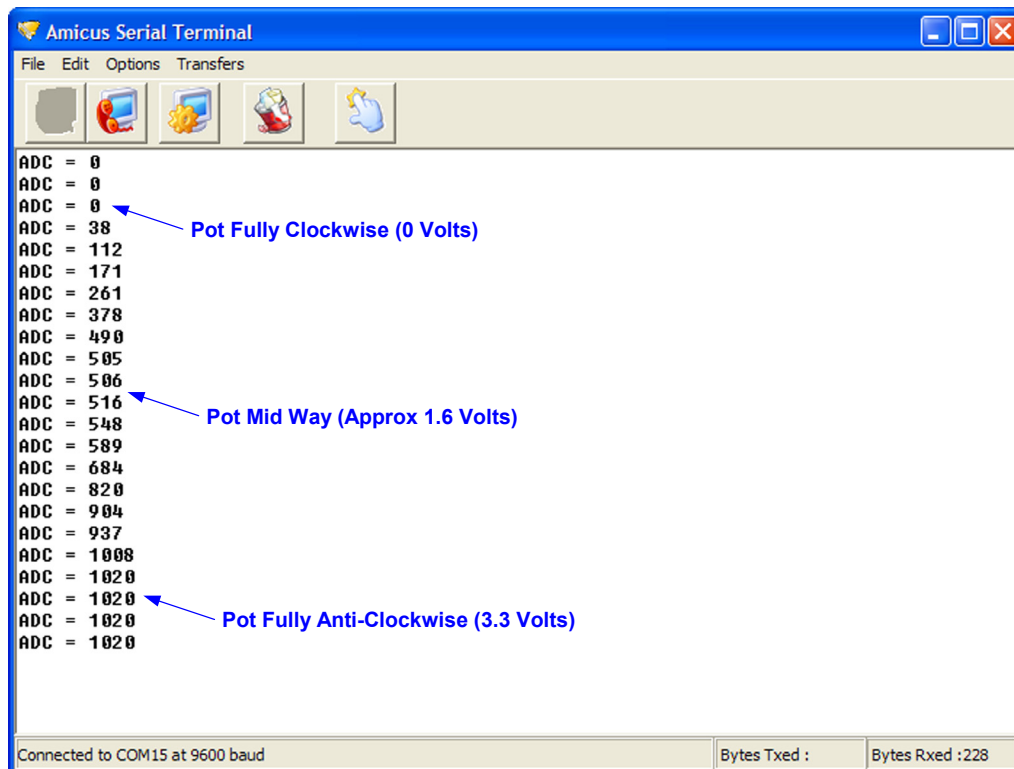 Amicus Serial Terminal
File Edit Options Transfers
ADC = 0
ADC = 0
ADC = 0
Pot Fully Clockwise (0 Volts)
ADC = 38
ADC = 112
ADC = 171
ADC = 261
ADC = 378
ADC = 490
ADC = 505
ADC = 506
ADC = 516
Pot Mid Way (Approx 1.6 Volts)
ADC = 548
ADC = 589
ADC = 684
ADC = 820
ADC = 904
ADC = 937
ADC = 1008
ADC = 1020
ADC = 1020
ADC = 1020
Pot Fully Anti-Clockwise (3.3 Volts)
ADC = 1020
Connected to COM15 at 9600 baud
Bytes Txed :
Bytes Rxed :228